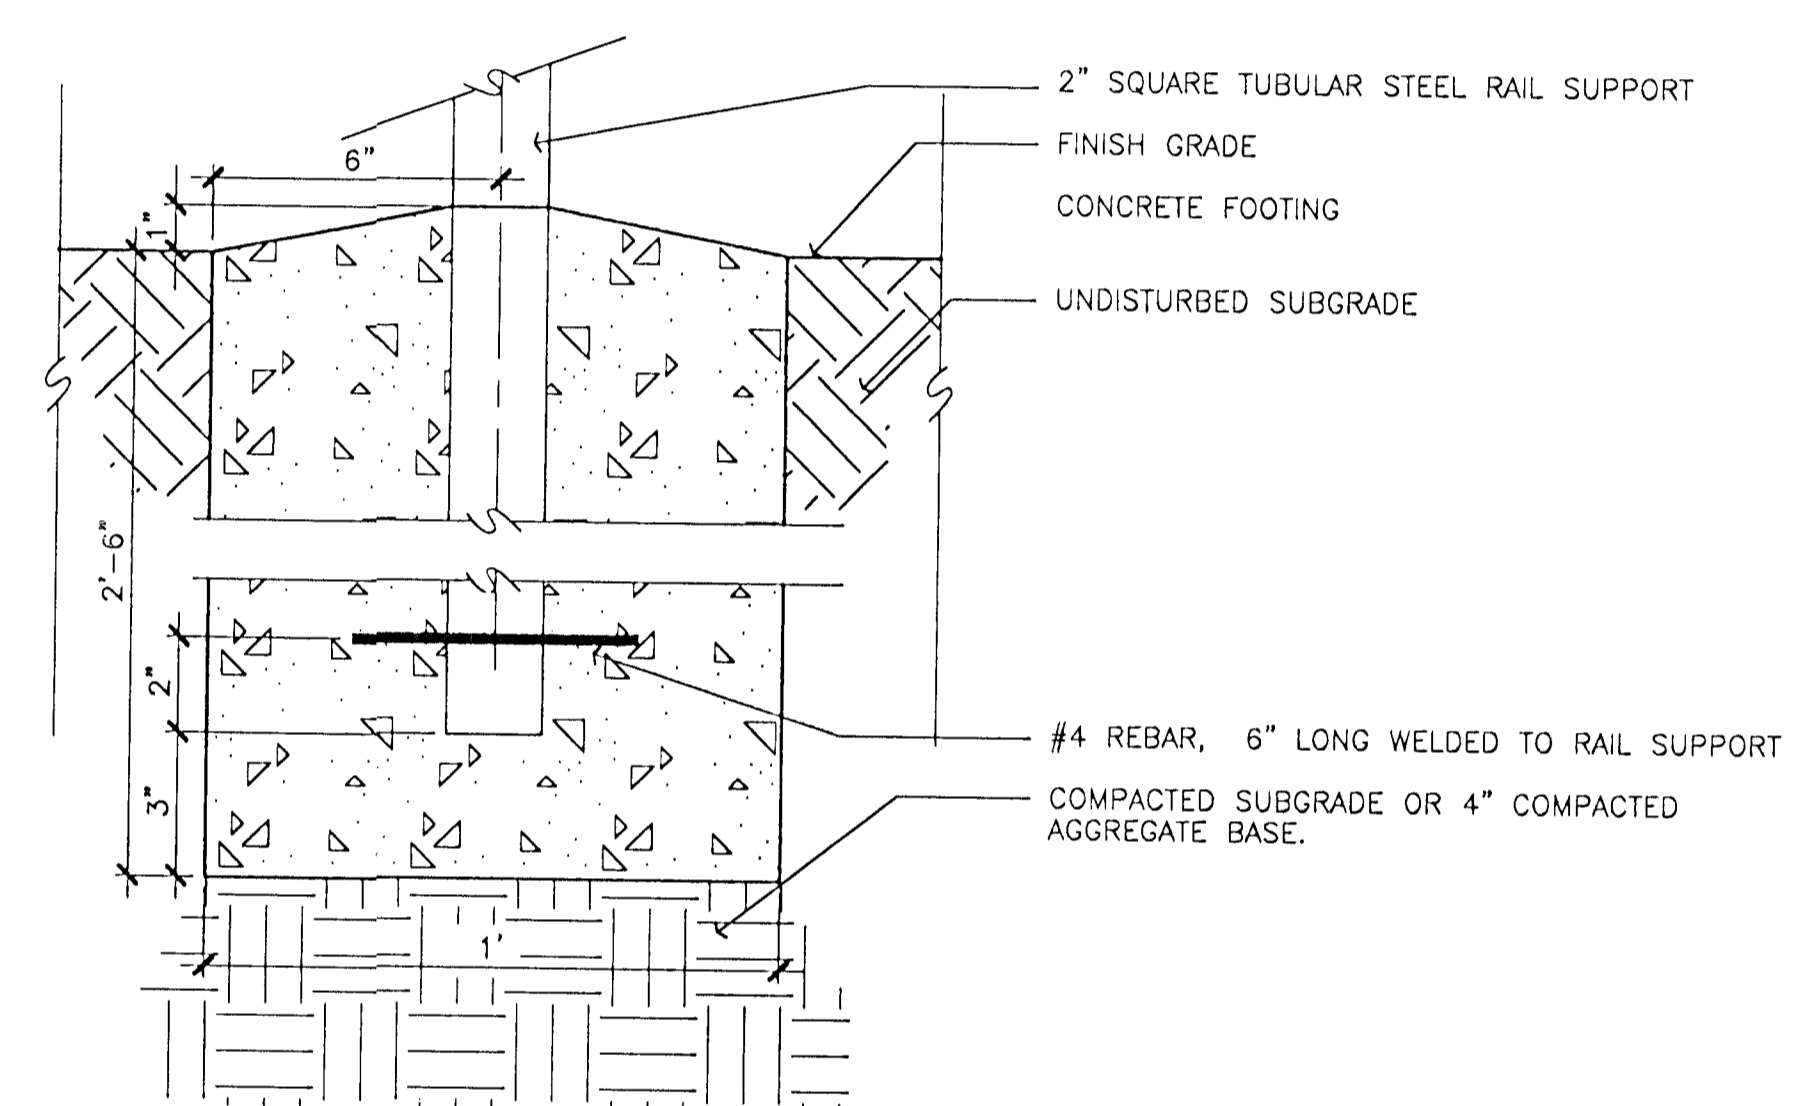 2" SQUARE TUBULAR STEEL RAIL SUPPORT
FINISH GRADE
6"
CONCRETE FOOTING
1"
UNDISTURBED SUBGRADE
2'-6"
2"
#4 REBAR, 6" LONG WELDED TO RAIL SUPPORT
3"
COMPACTED SUBGRADE OR 4" COMPACTED
AGGREGATE BASE.
1'